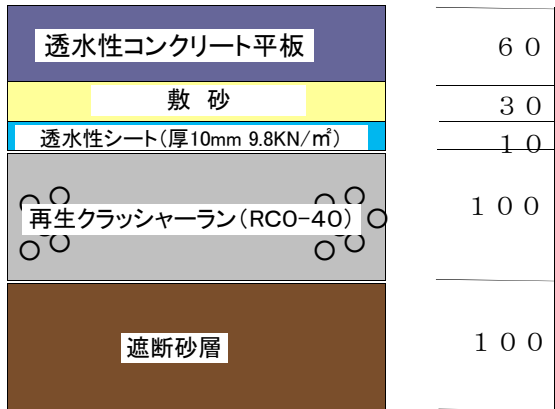 透水性コンクリート平板 60
敷 砂 30
透水性シート(厚10mm 9.8KN/㎡) 10
再生クラッシャーラン(RC0-40) 100
遮断砂層 100